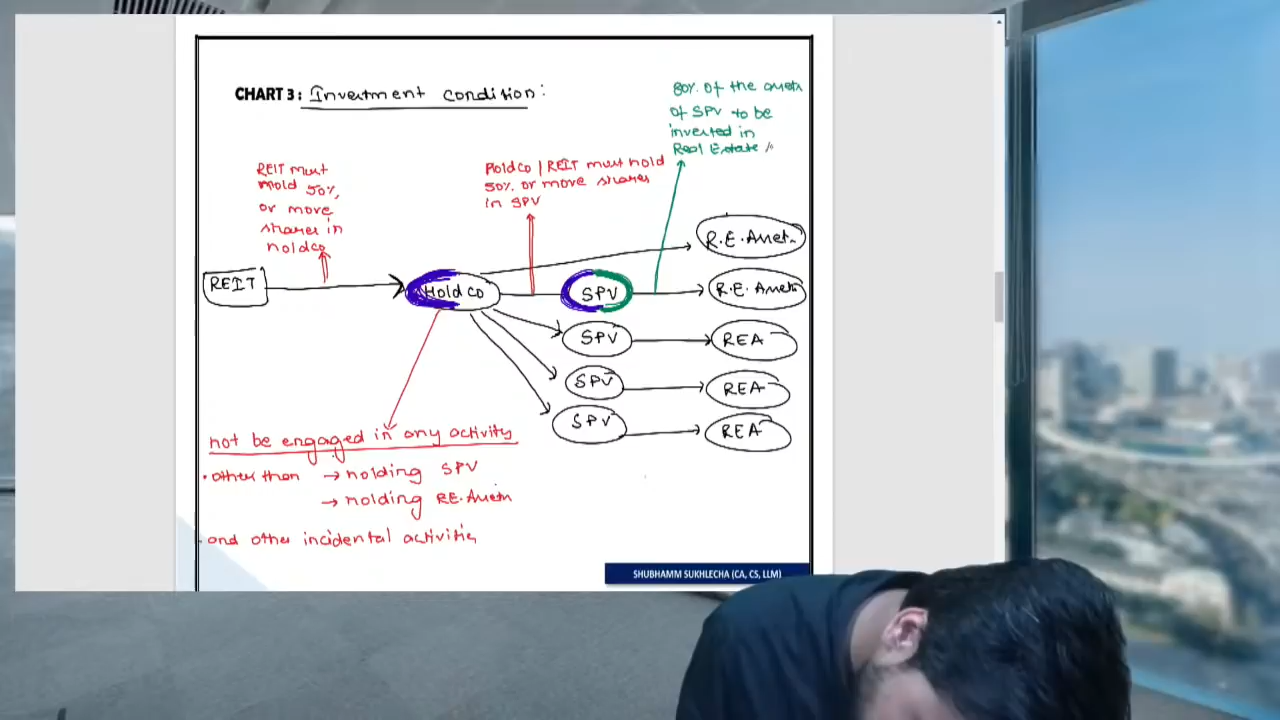 CHART 3: Investment condition:
80% of the assets
of SPV to be
invested in
Real Estate
REIT must
hold 50%
or more
shares in
holdco
Holdco | REIT must hold
50% or more shares
in SPV
R.E. Assets
REIT
Hold co
SPV
R.E. Assets
SPV
REA
SPV
REA
SPV
REA
not be engaged in any activity
• other than → holding SPV
→ holding RE. Assets
• and other incidental activities
SHUBHAMM SUKHLECHA (CA, CS, LLM)